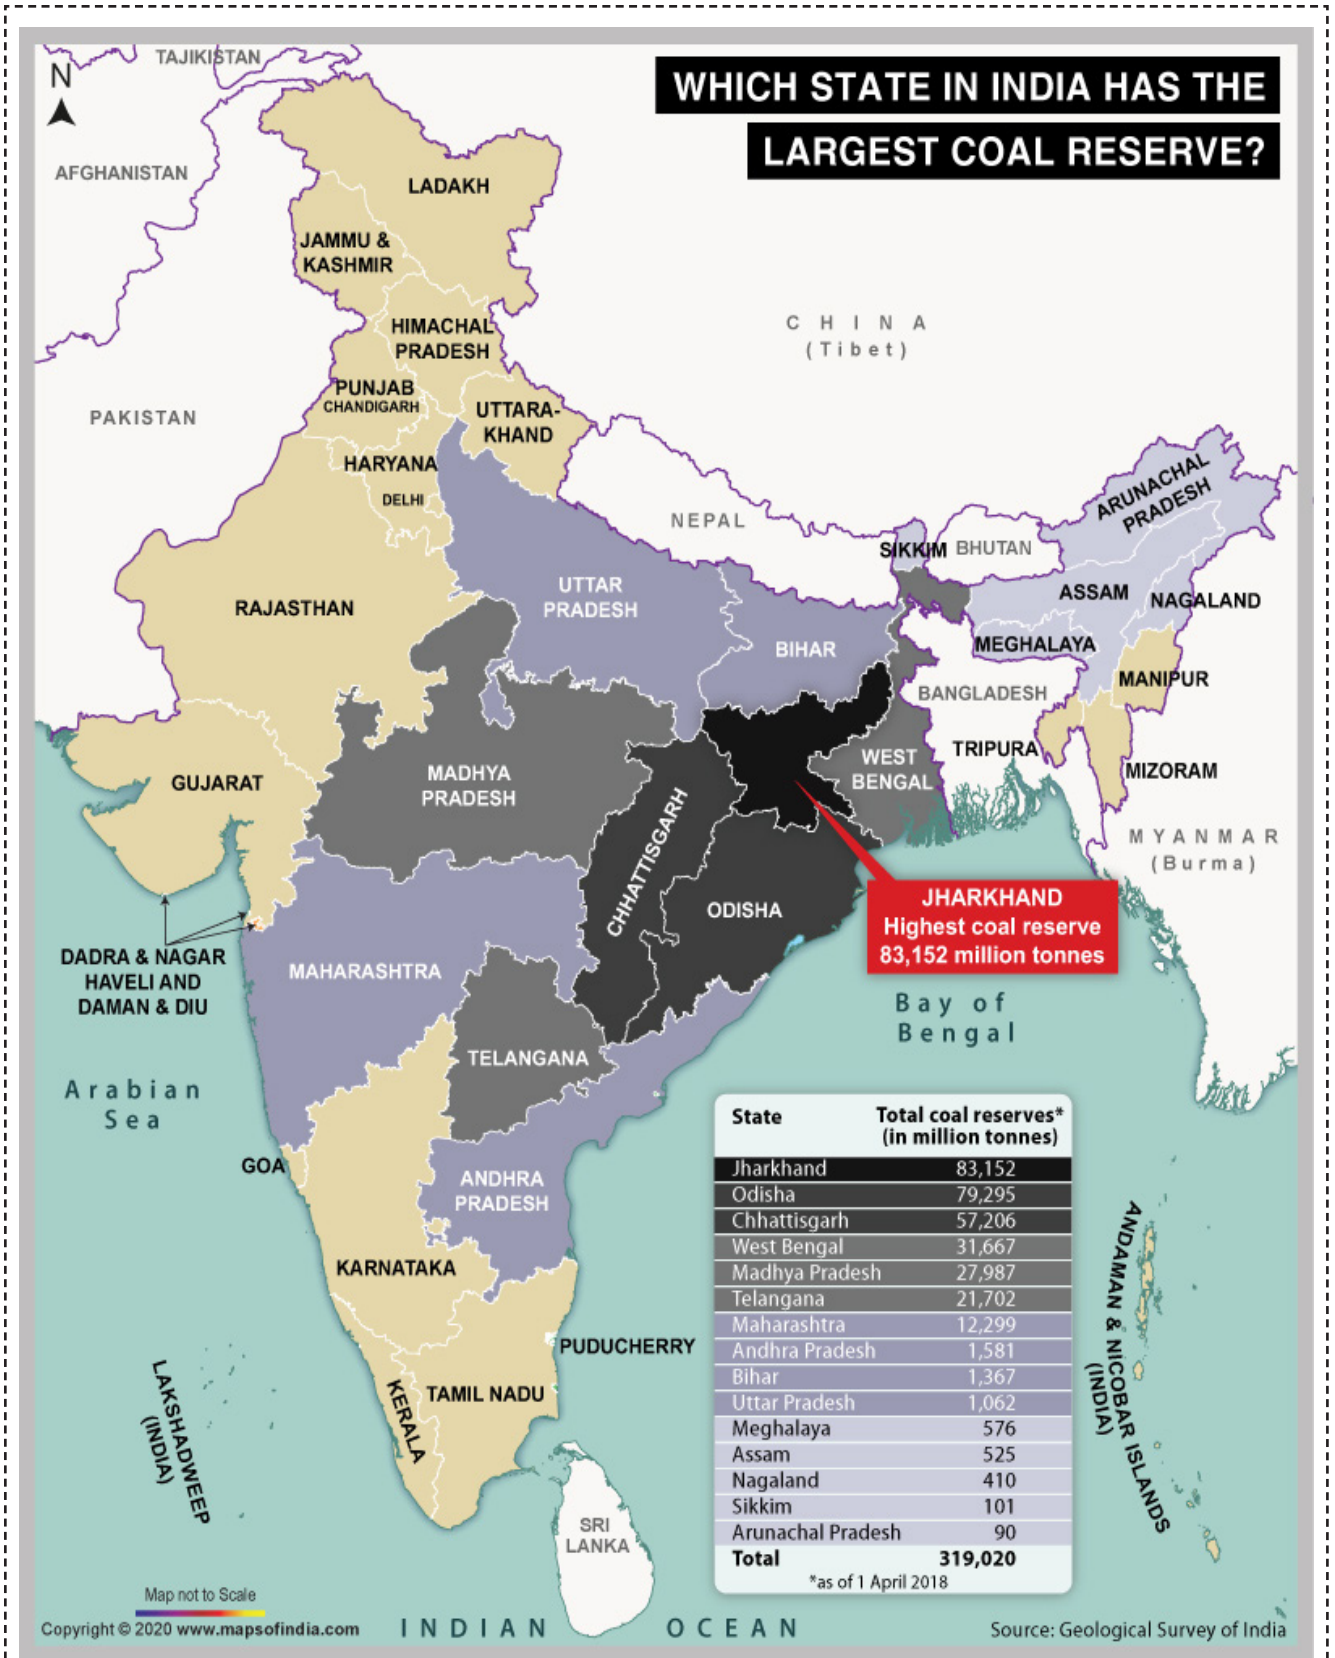 WHICH STATE IN INDIA HAS THE
LARGEST COAL RESERVE?
N
TAJIKISTAN
AFGHANISTAN
LADAKH
JAMMU &
KASHMIR
CHINA
(Tibet)
HIMACHAL
PRADESH
PUNJAB
CHANDIGARH
PAKISTAN
UTTARA-
KHAND
HARYANA
DELHI
NEPAL
ARUNACHAL
PRADESH
SIKKIM
BHUTAN
UTTAR
PRADESH
ASSAM
NAGALAND
RAJASTHAN
BIHAR
MEGHALAYA
MANIPUR
BANGLADESH
TRIPURA
MIZORAM
WEST
BENGAL
GUJARAT
MADHYA
PRADESH
CHHATTISGARH
MYANMAR
(Burma)
ODISHA
JHARKHAND
Highest coal reserve
83,152 million tonnes
DADRA & NAGAR
HAVELI AND
DAMAN & DIU
MAHARASHTRA
Bay of
Bengal
TELANGANA
Arabian
Sea
GOA
ANDHRA
PRADESH
KARNATAKA
PUDUCHERRY
TAMIL NADU
KERALA
LAKSHADWEEP
(INDIA)
ANDAMAN & NICOBAR ISLANDS
(INDIA)
SRI
LANKA
State Total coal reserves*
(in million tonnes)
Jharkhand 83,152
Odisha 79,295
Chhattisgarh 57,206
West Bengal 31,667
Madhya Pradesh 27,987
Telangana 21,702
Maharashtra 12,299
Andhra Pradesh 1,581
Bihar 1,367
Uttar Pradesh 1,062
Meghalaya 576
Assam 525
Nagaland 410
Sikkim 101
Arunachal Pradesh 90
Total 319,020
*as of 1 April 2018
Map not to Scale
Copyright © 2020 www.mapsofindia.com
INDIAN OCEAN
Source: Geological Survey of India